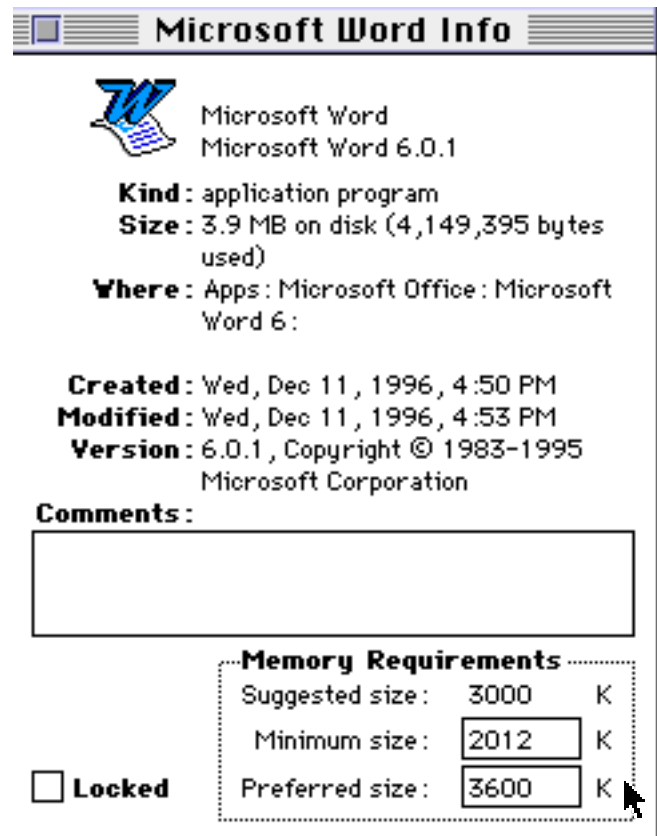 Microsoft Word Info
Microsoft Word
Microsoft Word 6.0.1
Kind: application program
Size: 3.9 MB on disk (4,149,395 bytes
used)
Where: Apps: Microsoft Office: Microsoft
Word 6:
Created: Wed, Dec 11, 1996, 4:50 PM
Modified: Wed, Dec 11, 1996, 4:53 PM
Version: 6.0.1, Copyright © 1983-1995
Microsoft Corporation
Comments:
Memory Requirements
Suggested size: 3000 K
Minimum size: 2012 K
Locked Preferred size: 3600 K